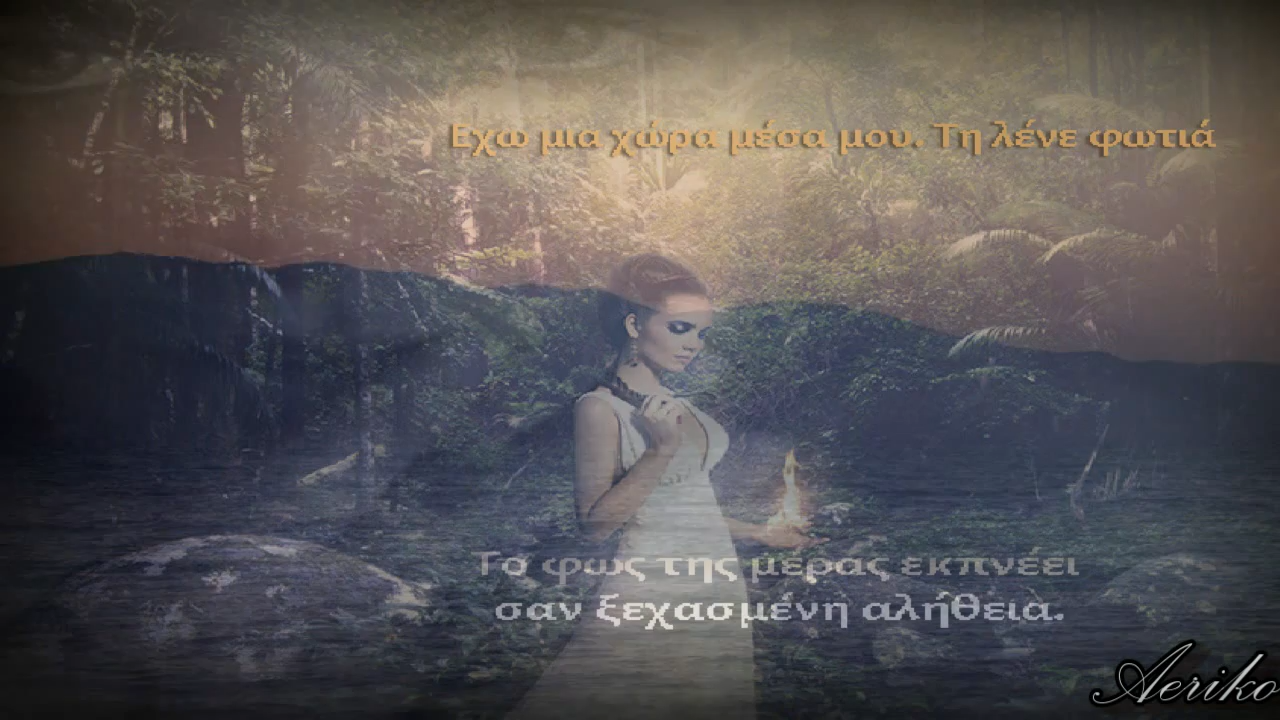 Εχω μια χώρα μέσα μου. Τη λένε φωτιά
Το φως της μέρας εκπνέει
σαν ξεχασμένη αλήθεια.
Aeriko